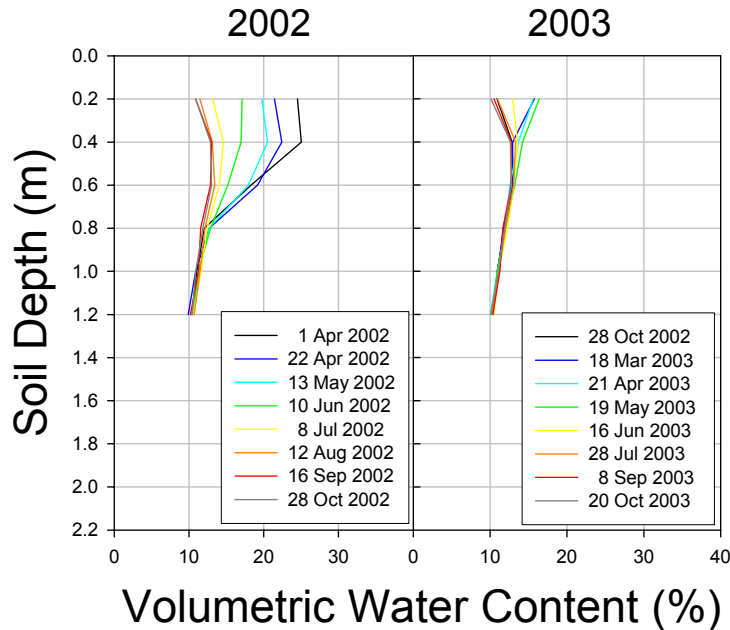 2002 2003
0.0
0.2
0.4
0.6
0.8
1.0
1.2
1.4
1.6
1.8
2.0
2.2
Soil Depth (m)
1 Apr 2002
22 Apr 2002
13 May 2002
10 Jun 2002
8 Jul 2002
12 Aug 2002
16 Sep 2002
28 Oct 2002
28 Oct 2002
18 Mar 2003
21 Apr 2003
19 May 2003
16 Jun 2003
28 Jul 2003
8 Sep 2003
20 Oct 2003
0 10 20 30 0 10 20 30 40
Volumetric Water Content (%)